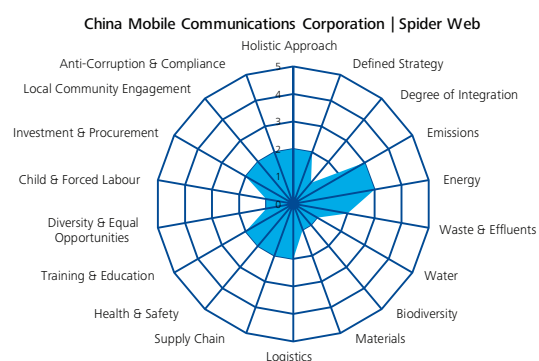 China Mobile Communications Corporation | Spider Web
Holistic Approach
Anti-Corruption & Compliance
Defined Strategy
Local Community Engagement
Degree of Integration
Investment & Procurement
Emissions
Child & Forced Labour
Energy
Diversity & Equal
Opportunities
Waste & Effluents
Training & Education
Water
Health & Safety
Biodiversity
Supply Chain
Materials
Logistics
5
4
3
2
1
0